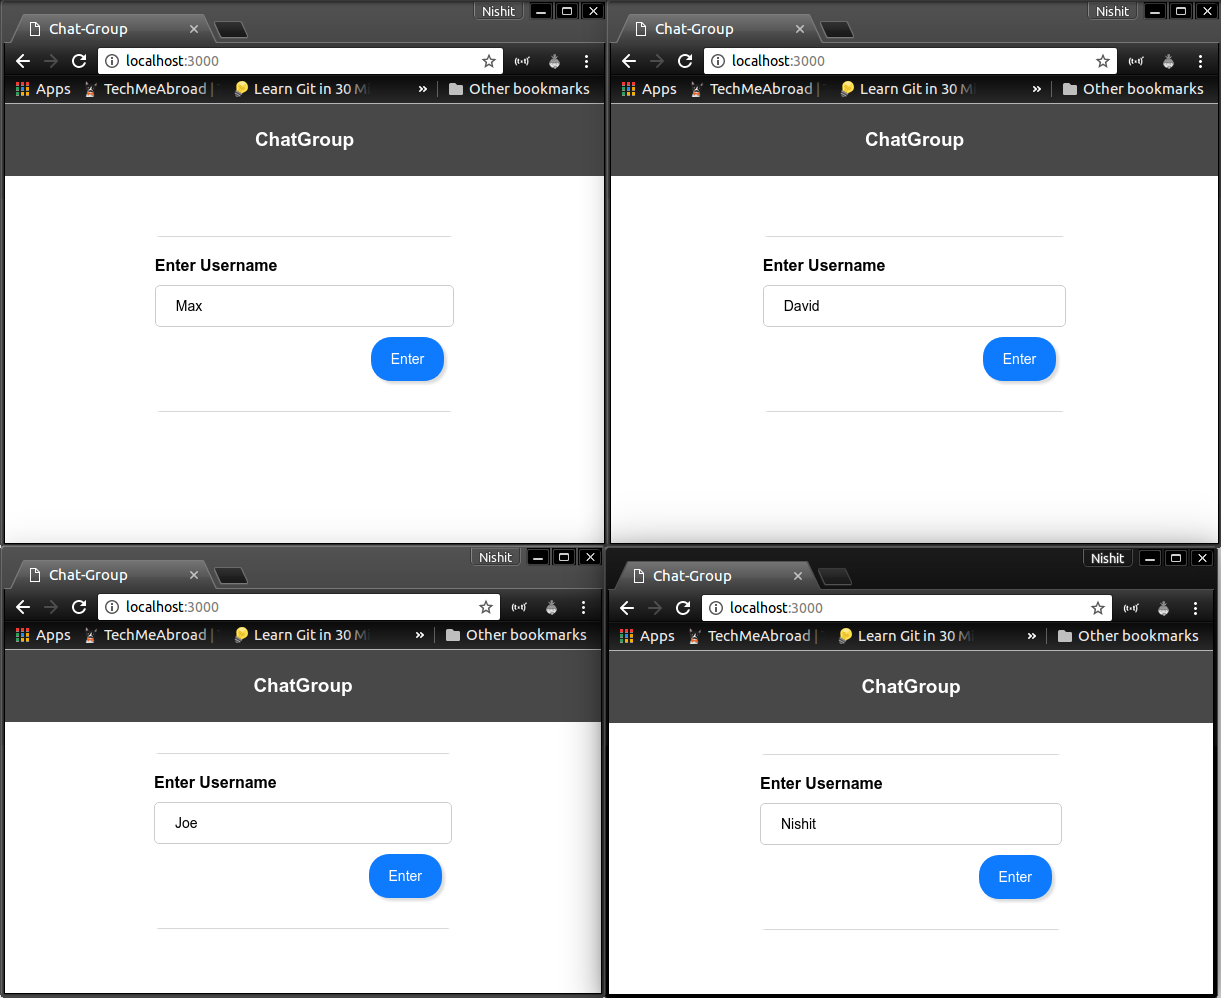 Nishit
Chat-Group
localhost:3000
Apps TechMeAbroad | Learn Git in 30 Mi » Other bookmarks
ChatGroup
Enter Username
Max
Enter
Nishit
Chat-Group
localhost:3000
Apps TechMeAbroad | Learn Git in 30 Mi » Other bookmarks
ChatGroup
Enter Username
David
Enter
Nishit
Chat-Group
localhost:3000
Apps TechMeAbroad | Learn Git in 30 Mi » Other bookmarks
ChatGroup
Enter Username
Joe
Enter
Nishit
Chat-Group
localhost:3000
Apps TechMeAbroad | Learn Git in 30 Mi » Other bookmarks
ChatGroup
Enter Username
Nishit
Enter